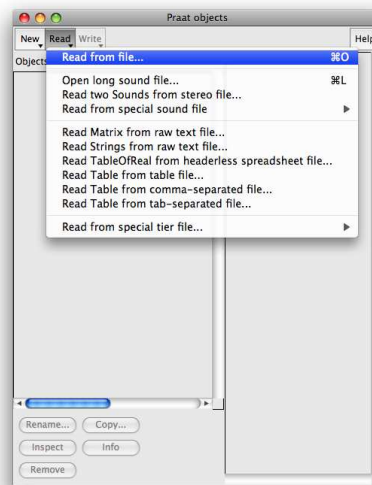 Praat objects
New Read Write Help
Objects
Read from file... ⌘O
Open long sound file... ⌘L
Read two Sounds from stereo file...
Read from special sound file
Read Matrix from raw text file...
Read Strings from raw text file...
Read TableOfReal from headerless spreadsheet file...
Read Table from table file...
Read Table from comma-separated file...
Read Table from tab-separated file...
Read from special tier file...
Rename... Copy...
Inspect Info
Remove